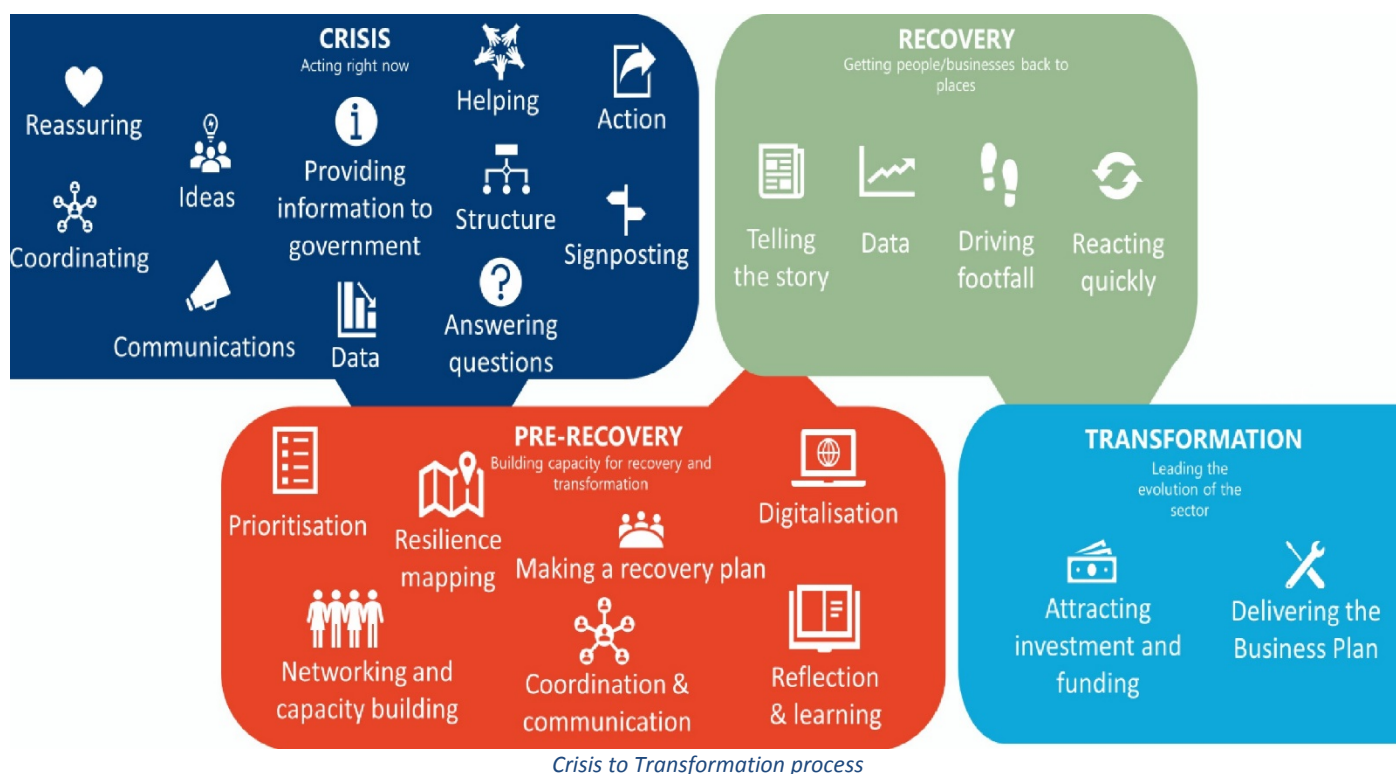 CRISIS
Acting right now
Reassuring
Ideas
Providing
information to
government
Helping
Action
Coordinating
Structure
Signposting
Communications
Data
Answering
questions
RECOVERY
Getting people/businesses back to
places
Telling
the story
Data
Driving
footfall
Reacting
quickly
PRE-RECOVERY
Building capacity for recovery and
transformation
Prioritisation
Resilience
mapping
Making a recovery plan
Digitalisation
Networking and
capacity building
Coordination &
communication
Reflection
& learning
TRANSFORMATION
Leading the
evolution of the
sector
Attracting
investment and
funding
Delivering the
Business Plan
Crisis to Transformation process